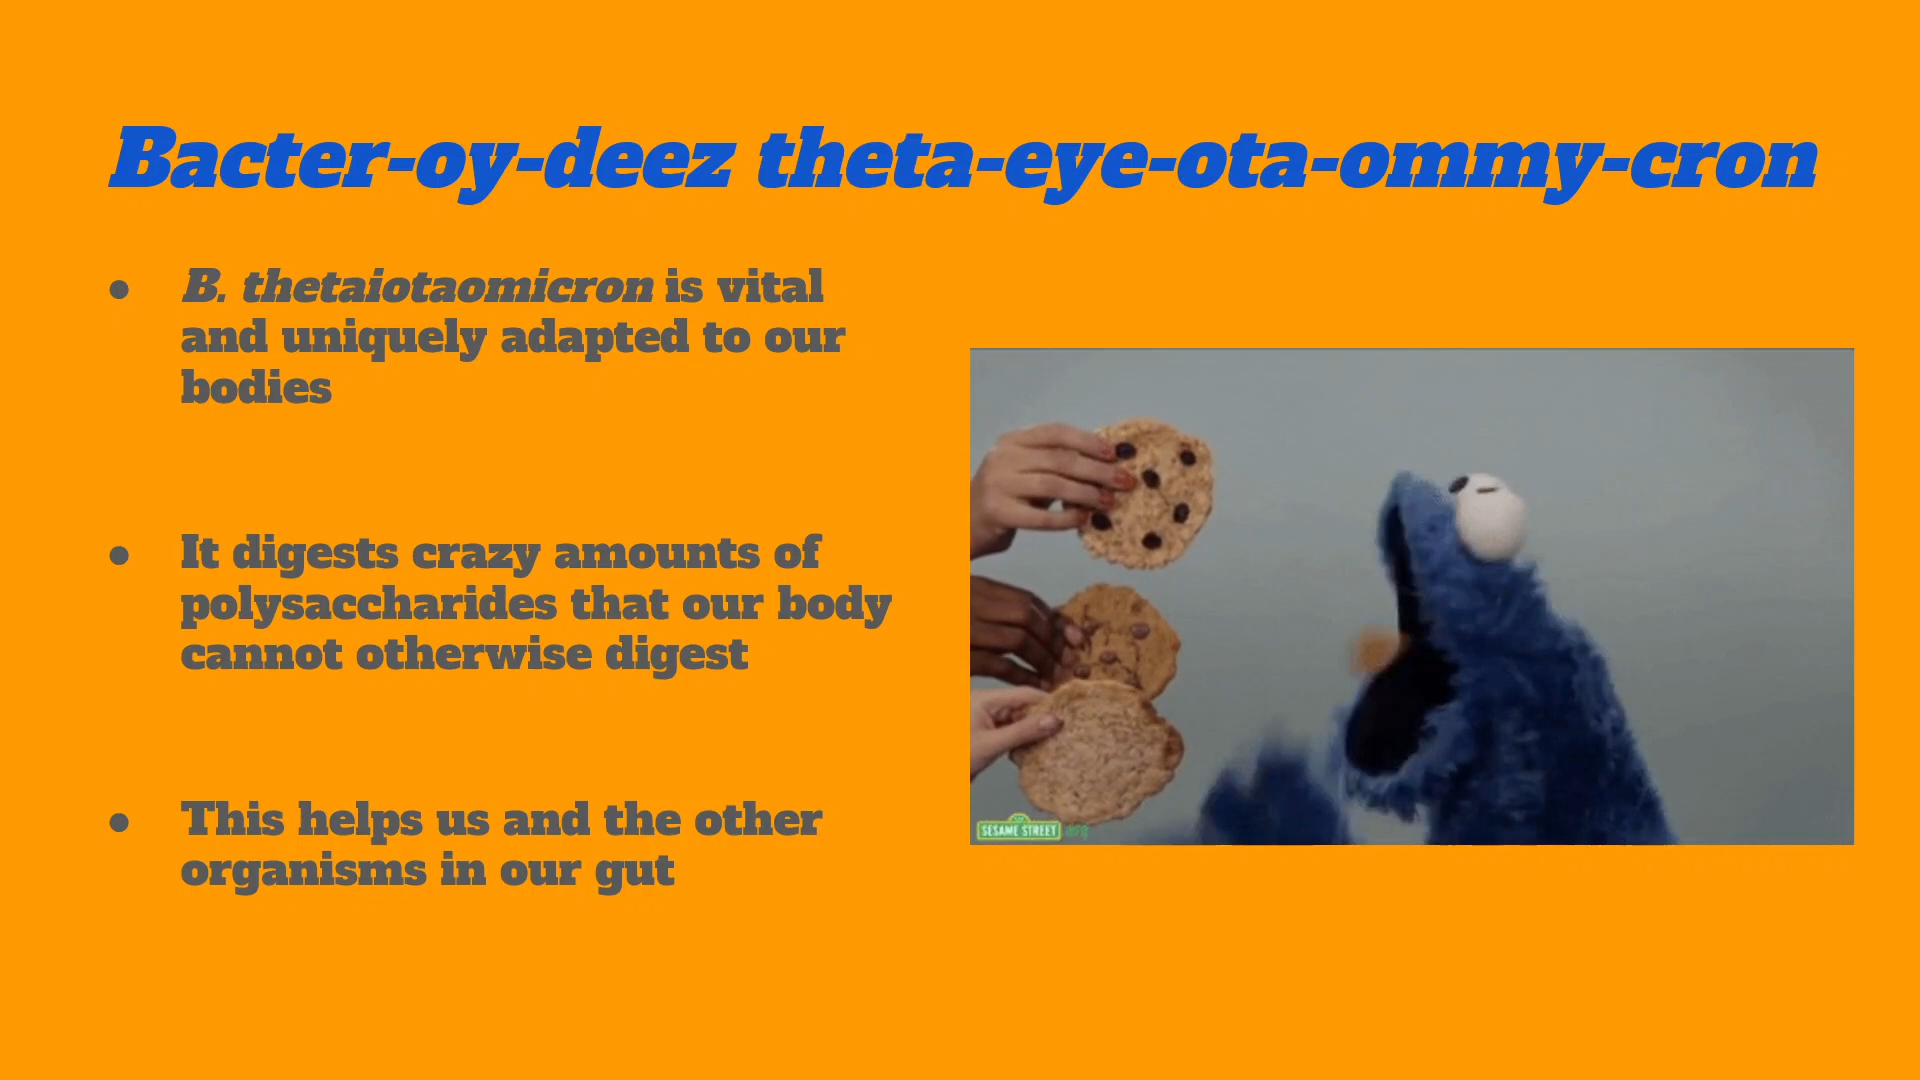 Bacter-oy-deez theta-eye-ota-ommy-cron
● B. thetaiotaomicron is vital
and uniquely adapted to our
bodies
● It digests crazy amounts of
polysaccharides that our body
cannot otherwise digest
● This helps us and the other
organisms in our gut
SESAME STREET .org